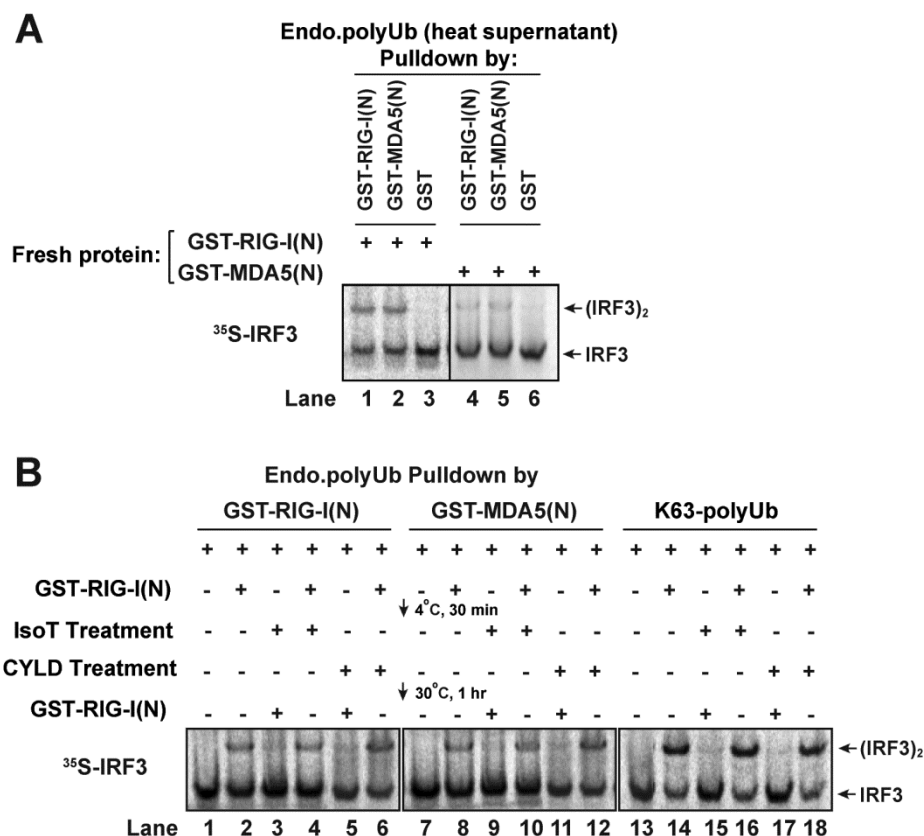 A
Endo.polyUb (heat supernatant)
Pulldown by:
GST-RIG-I(N)
GST-MDA5(N)
GST
GST-RIG-I(N)
GST-MDA5(N)
GST
Fresh protein:
GST-RIG-I(N) + + +
GST-MDA5(N) + + +
³⁵S-IRF3
(IRF3)₂
IRF3
Lane 1 2 3 4 5 6
B
Endo.polyUb Pulldown by
GST-RIG-I(N) GST-MDA5(N) K63-polyUb
+ + + + + + + + + + + + + + + + + +
GST-RIG-I(N) - + - + - + - + - + - + - + - + - +
4°C, 30 min
IsoT Treatment - - + + - - - - + + - - - - + + - -
CYLD Treatment - - - - + + - - - - + + - - - - + +
30°C, 1 hr
GST-RIG-I(N) - - + - + - - - + - + - - - + - + -
³⁵S-IRF3
(IRF3)₂
IRF3
Lane 1 2 3 4 5 6 7 8 9 10 11 12 13 14 15 16 17 18